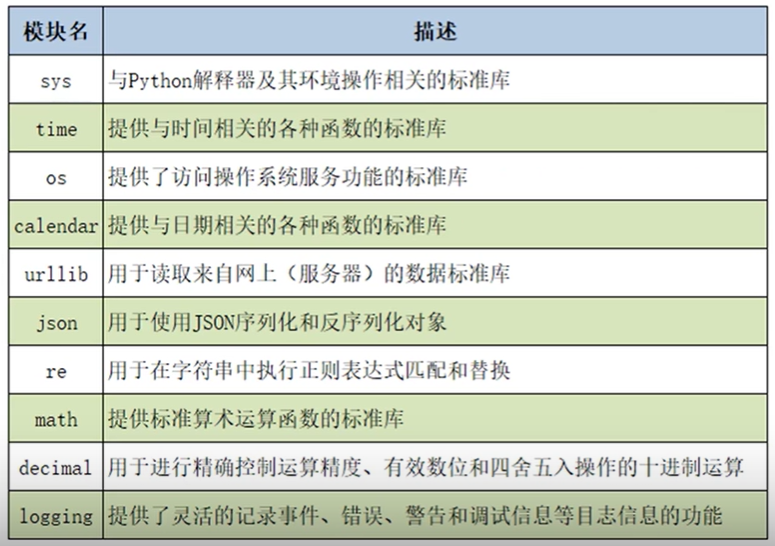 模块名 描述
sys 与Python解释器及其环境操作相关的标准库
time 提供与时间相关的各种函数的标准库
os 提供了访问操作系统服务功能的标准库
calendar 提供与日期相关的各种函数的标准库
urllib 用于读取来自网上（服务器）的数据标准库
json 用于使用JSON序列化和反序列化对象
re 用于在字符串中执行正则表达式匹配和替换
math 提供标准算术运算函数的标准库
decimal 用于进行精确控制运算精度、有效数位和四舍五入操作的十进制运算
logging 提供了灵活的记录事件、错误、警告和调试信息等目志信息的功能